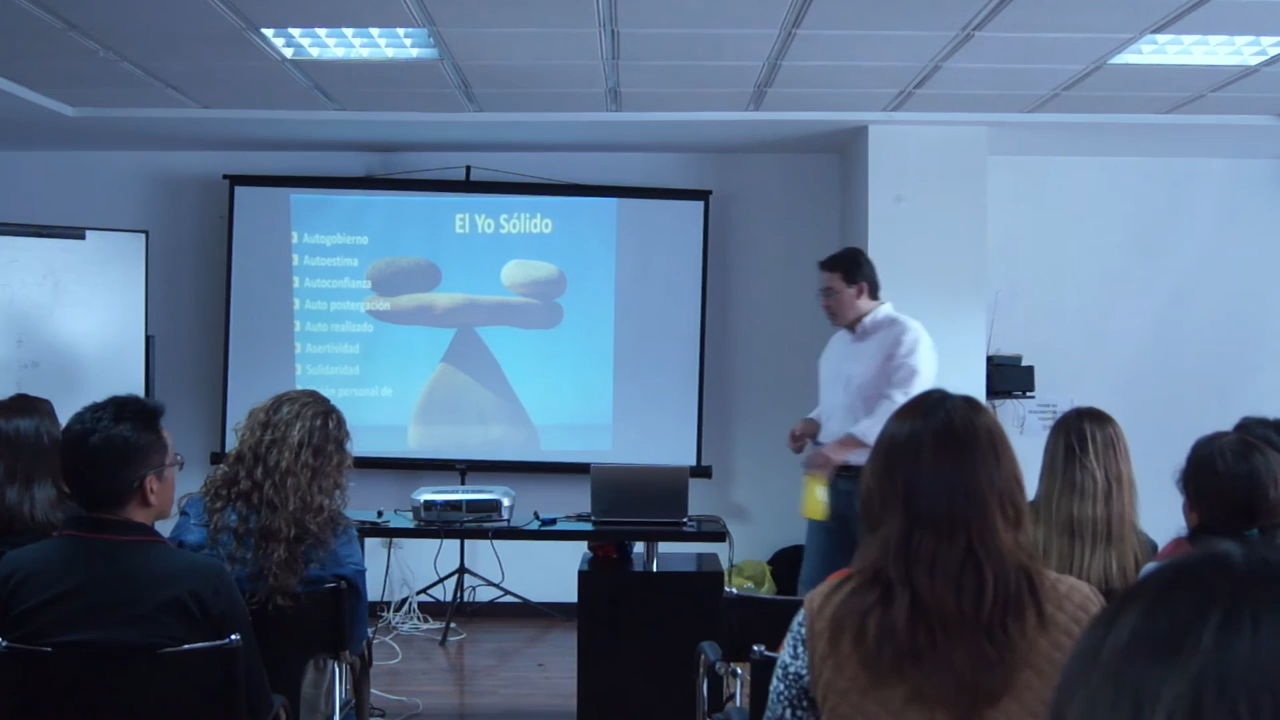 El Yo Sólido
Autogobierno
Autoestima
Autoconfianza
Auto postergación
Auto realizado
Asertividad
Solidaridad
personal de